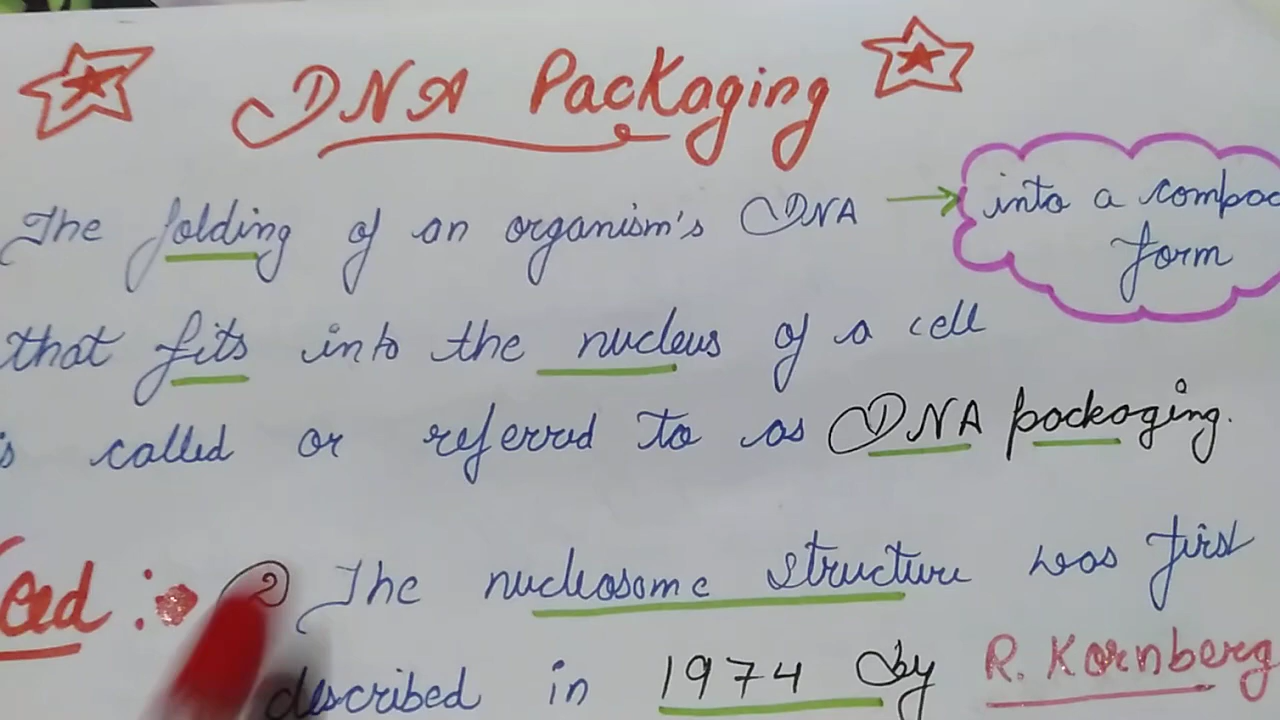 DNA Packaging
The folding of an organism's DNA → into a compac
form
that fits into the nucleus of a cell
is called or referred to as DNA packaging.
The nucleosome structure was first
described in 1974 by R. Kornberg